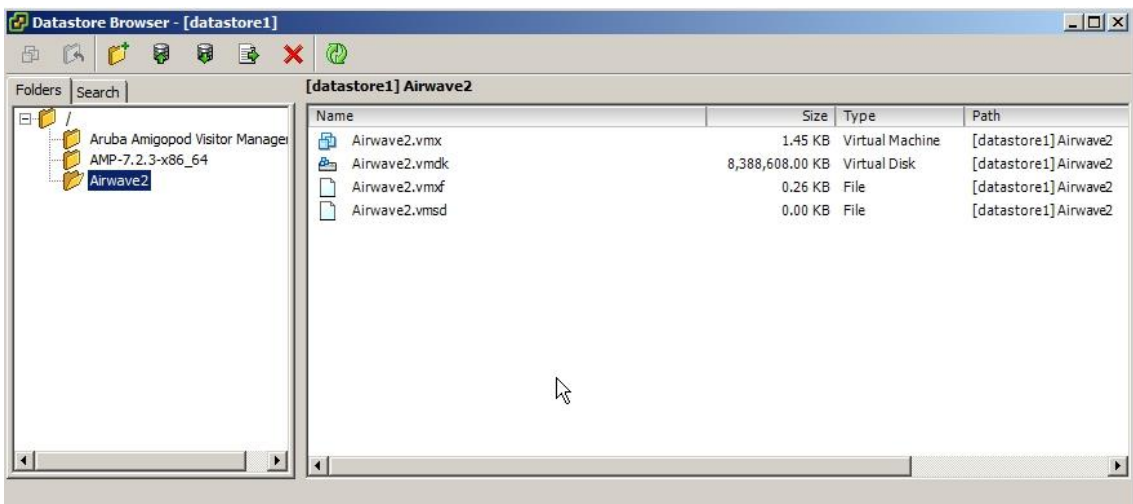 Datastore Browser - [datastore1]
Folders Search
[datastore1] Airwave2
/
Aruba Amigopod Visitor Manager
AMP-7.2.3-x86_64
Airwave2
Name Size Type Path
Airwave2.vmx 1.45 KB Virtual Machine [datastore1] Airwave2
Airwave2.vmdk 8,388,608.00 KB Virtual Disk [datastore1] Airwave2
Airwave2.vmxf 0.26 KB File [datastore1] Airwave2
Airwave2.vmsd 0.00 KB File [datastore1] Airwave2